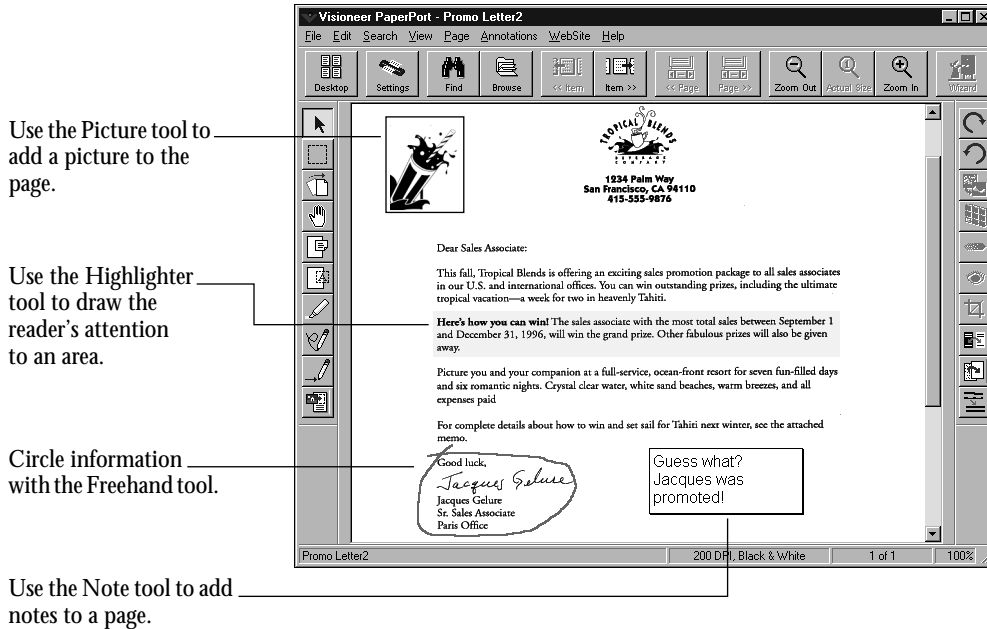 Visioneer PaperPort - Promo Letter2
File Edit Search View Page Annotations WebSite Help
Desktop Settings Find Browse << Item Item >> << Page Page >> Zoom Out Actual Size Zoom In Wizard
Use the Picture tool to
add a picture to the
page.
TROPICAL BLENDS
BEVERAGE
COMPANY
1234 Palm Way
San Francisco, CA 94110
415-555-9876
Dear Sales Associate:
This fall, Tropical Blends is offering an exciting sales promotion package to all sales associates
in our U.S. and international offices. You can win outstanding prizes, including the ultimate
tropical vacation—a week for two in heavenly Tahiti.
Use the Highlighter
tool to draw the
reader's attention
to an area.
Here's how you can win! The sales associate with the most total sales between September 1
and December 31, 1996, will win the grand prize. Other fabulous prizes will also be given
away.
Picture you and your companion at a full-service, ocean-front resort for seven fun-filled days
and six romantic nights. Crystal clear water, white sand beaches, warm breezes, and all
expenses paid
For complete details about how to win and set sail for Tahiti next winter, see the attached
memo.
Circle information
with the Freehand tool.
Good luck,
Jacques Gelure
Jacques Gelure
Sr. Sales Associate
Paris Office
Guess what?
Jacques was
promoted!
Promo Letter2 200 DPI, Black & White 1 of 1 100%
Use the Note tool to add
notes to a page.